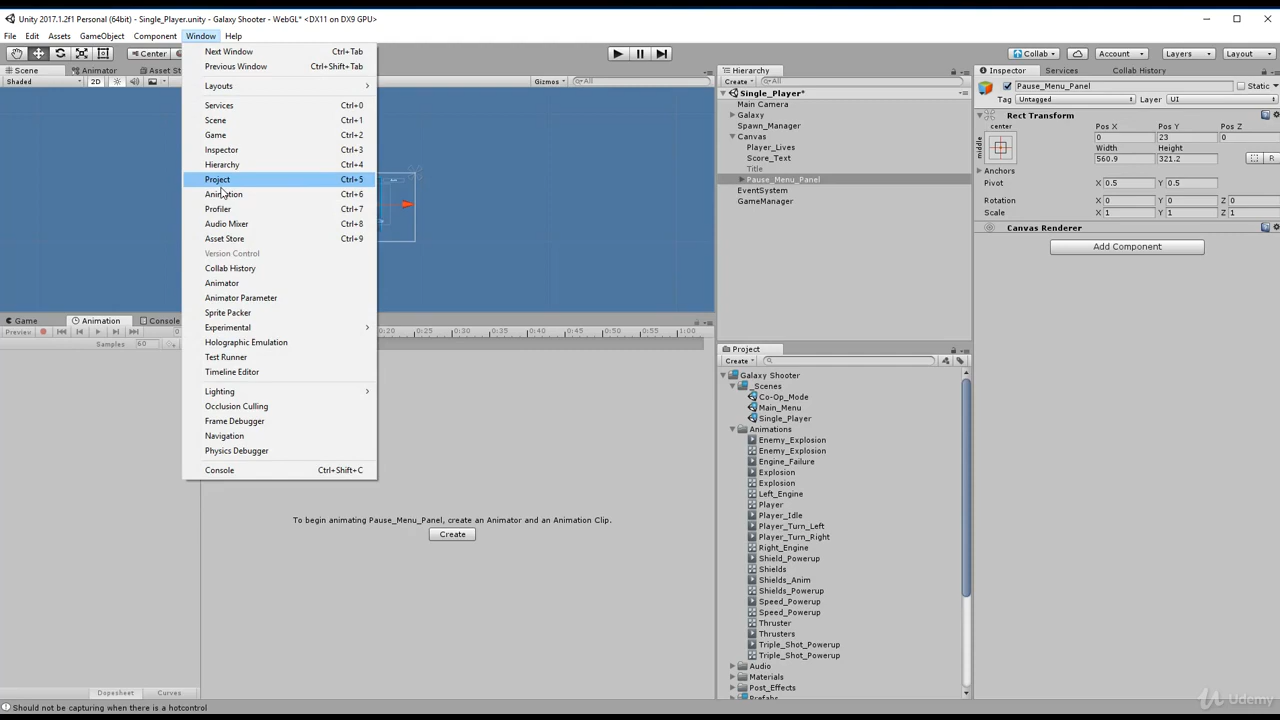 Unity 2017.1.2f1 Personal (64bit) - Single_Player.unity - Galaxy Shooter - WebGL* <DX11 on DX9 GPU>
File Edit Assets GameObject Component Window Help
Center Collab Account Layers Layout
Scene Animator Asset St
Shaded 2D Gizmos All
Next Window Ctrl+Tab
Previous Window Ctrl+Shift+Tab
Layouts
Services Ctrl+0
Scene Ctrl+1
Game Ctrl+2
Inspector Ctrl+3
Hierarchy Ctrl+4
Project Ctrl+5
Animation Ctrl+6
Profiler Ctrl+7
Audio Mixer Ctrl+8
Asset Store Ctrl+9
Version Control
Collab History
Animator
Animator Parameter
Sprite Packer
Experimental
Holographic Emulation
Test Runner
Timeline Editor
Lighting
Occlusion Culling
Frame Debugger
Navigation
Physics Debugger
Console Ctrl+Shift+C
Game Animation Console
Preview 0 0:20 0:25 0:30 0:35 0:40 0:45 0:50 0:55 1:00
Samples 60
To begin animating Pause_Menu_Panel, create an Animator and an Animation Clip.
Create
Dopesheet Curves
Should not be capturing when there is a hotcontrol
Hierarchy
Create All
Single_Player*
Main Camera
Galaxy
Spawn_Manager
Canvas
Player_Lives
Score_Text
Title
Pause_Menu_Panel
EventSystem
GameManager
Project
Create
Galaxy Shooter
_Scenes
Co-Op_Mode
Main_Menu
Single_Player
Animations
Enemy_Explosion
Enemy_Explosion
Engine_Failure
Explosion
Explosion
Left_Engine
Player
Player_Idle
Player_Turn_Left
Player_Turn_Right
Right_Engine
Shield_Powerup
Shields
Shields_Anim
Shields_Powerup
Speed_Powerup
Speed_Powerup
Thruster
Thrusters
Triple_Shot_Powerup
Triple_Shot_Powerup
Audio
Materials
Post_Effects
Prefabs
Inspector Services Collab History
Pause_Menu_Panel Static
Tag Untagged Layer UI
Rect Transform
center Pos X Pos Y Pos Z
middle 0 23 0
Width Height
560.9 321.2 R
Anchors
Pivot X 0.5 Y 0.5
Rotation X 0 Y 0 Z 0
Scale X 1 Y 1 Z 1
Canvas Renderer
Add Component
Udemy